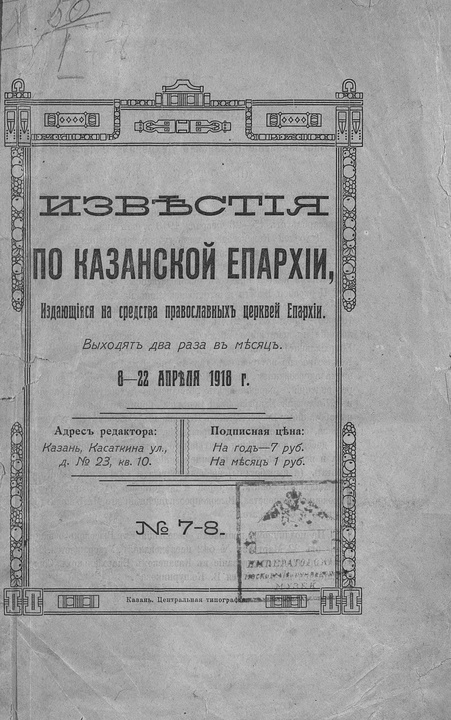 ИЗВѢСТІЯ
ПО КАЗАНСКОЙ ЕПАРХІИ,
Издающіяся на средства православныхъ церквей Епархіи.
Выходятъ два раза въ мѣсяцъ.
8—22 АПРѢЛЯ 1918 г.
Адресъ редактора:
Казань, Касаткина ул.,
д. № 23, кв. 10.
Подписная цѣна:
На годъ—7 руб.
На мѣсяцъ 1 руб.
№ 7-8.
ИМПЕРАТОРСК
МУЗЕЙ
Казань. Центральная типографія